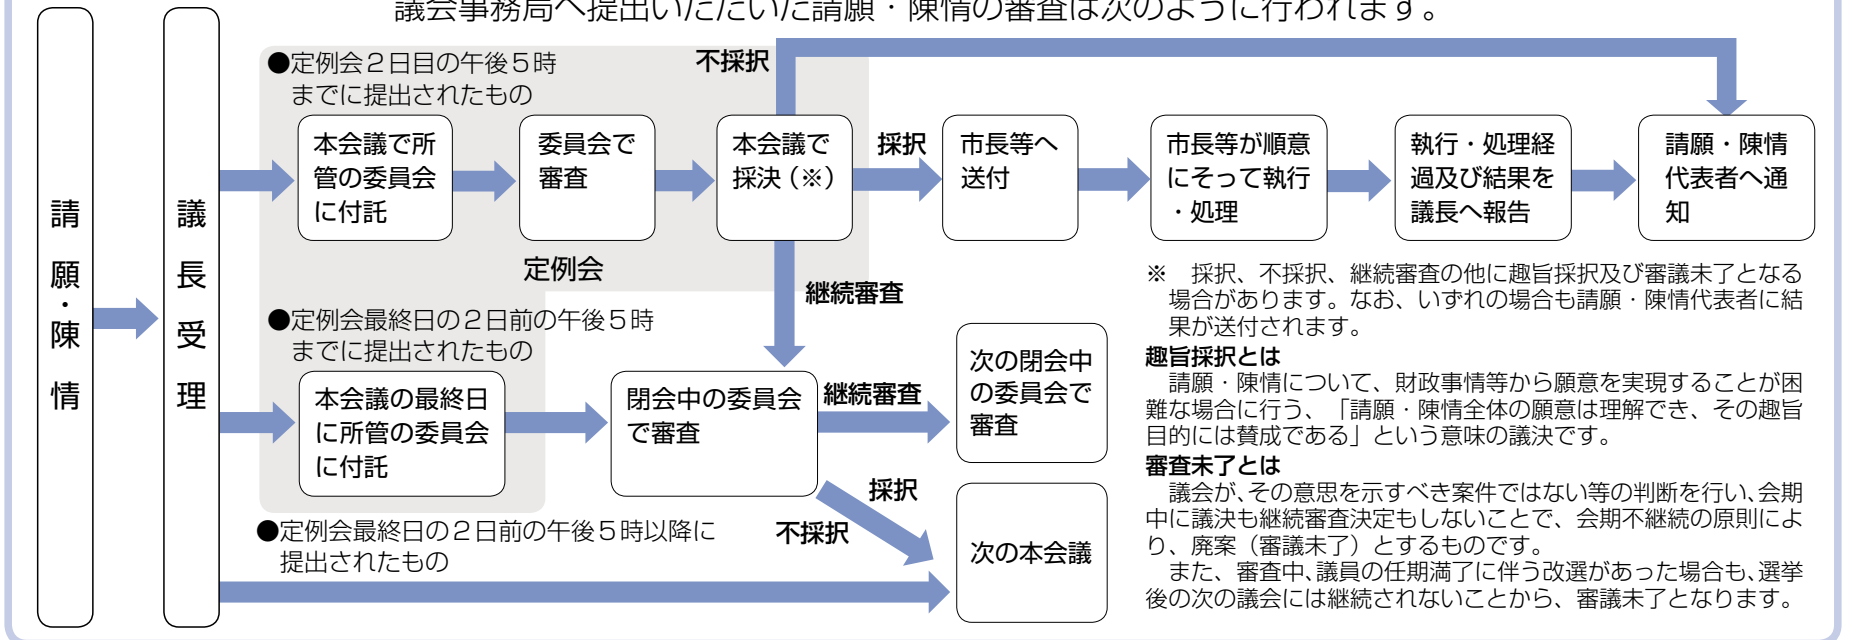 議会事務局へ提出いただいた請願・陳情の審査は次のように行われます。
請願・陳情
議長受理
●定例会２日目の午後５時
までに提出されたもの
本会議で所
管の委員会
に付託
委員会で
審査
本会議で
採決（※）
不採択
採択
市長等へ
送付
市長等が順意
にそって執行
・処理
執行・処理経
過及び結果を
議長へ報告
請願・陳情
代表者へ通
知
定例会
継続審査
●定例会最終日の２日前の午後５時
までに提出されたもの
本会議の最終日
に所管の委員会
に付託
閉会中の委員会
で審査
継続審査
次の閉会中
の委員会で
審査
採択
不採択
次の本会議
●定例会最終日の２日前の午後５時以降に
提出されたもの
※　採択、不採択、継続審査の他に趣旨採択及び審議未了となる
場合があります。なお、いずれの場合も請願・陳情代表者に結
果が送付されます。
趣旨採択とは
請願・陳情について、財政事情等から願意を実現することが困
難な場合に行う、「請願・陳情全体の願意は理解でき、その趣旨
目的には賛成である」という意味の議決です。
審査未了とは
議会が、その意思を示すべき案件ではない等の判断を行い、会期
中に議決も継続審査決定もしないことで、会期不継続の原則によ
り、廃案（審議未了）とするものです。
また、審査中、議員の任期満了に伴う改選があった場合も、選挙
後の次の議会には継続されないことから、審議未了となります。